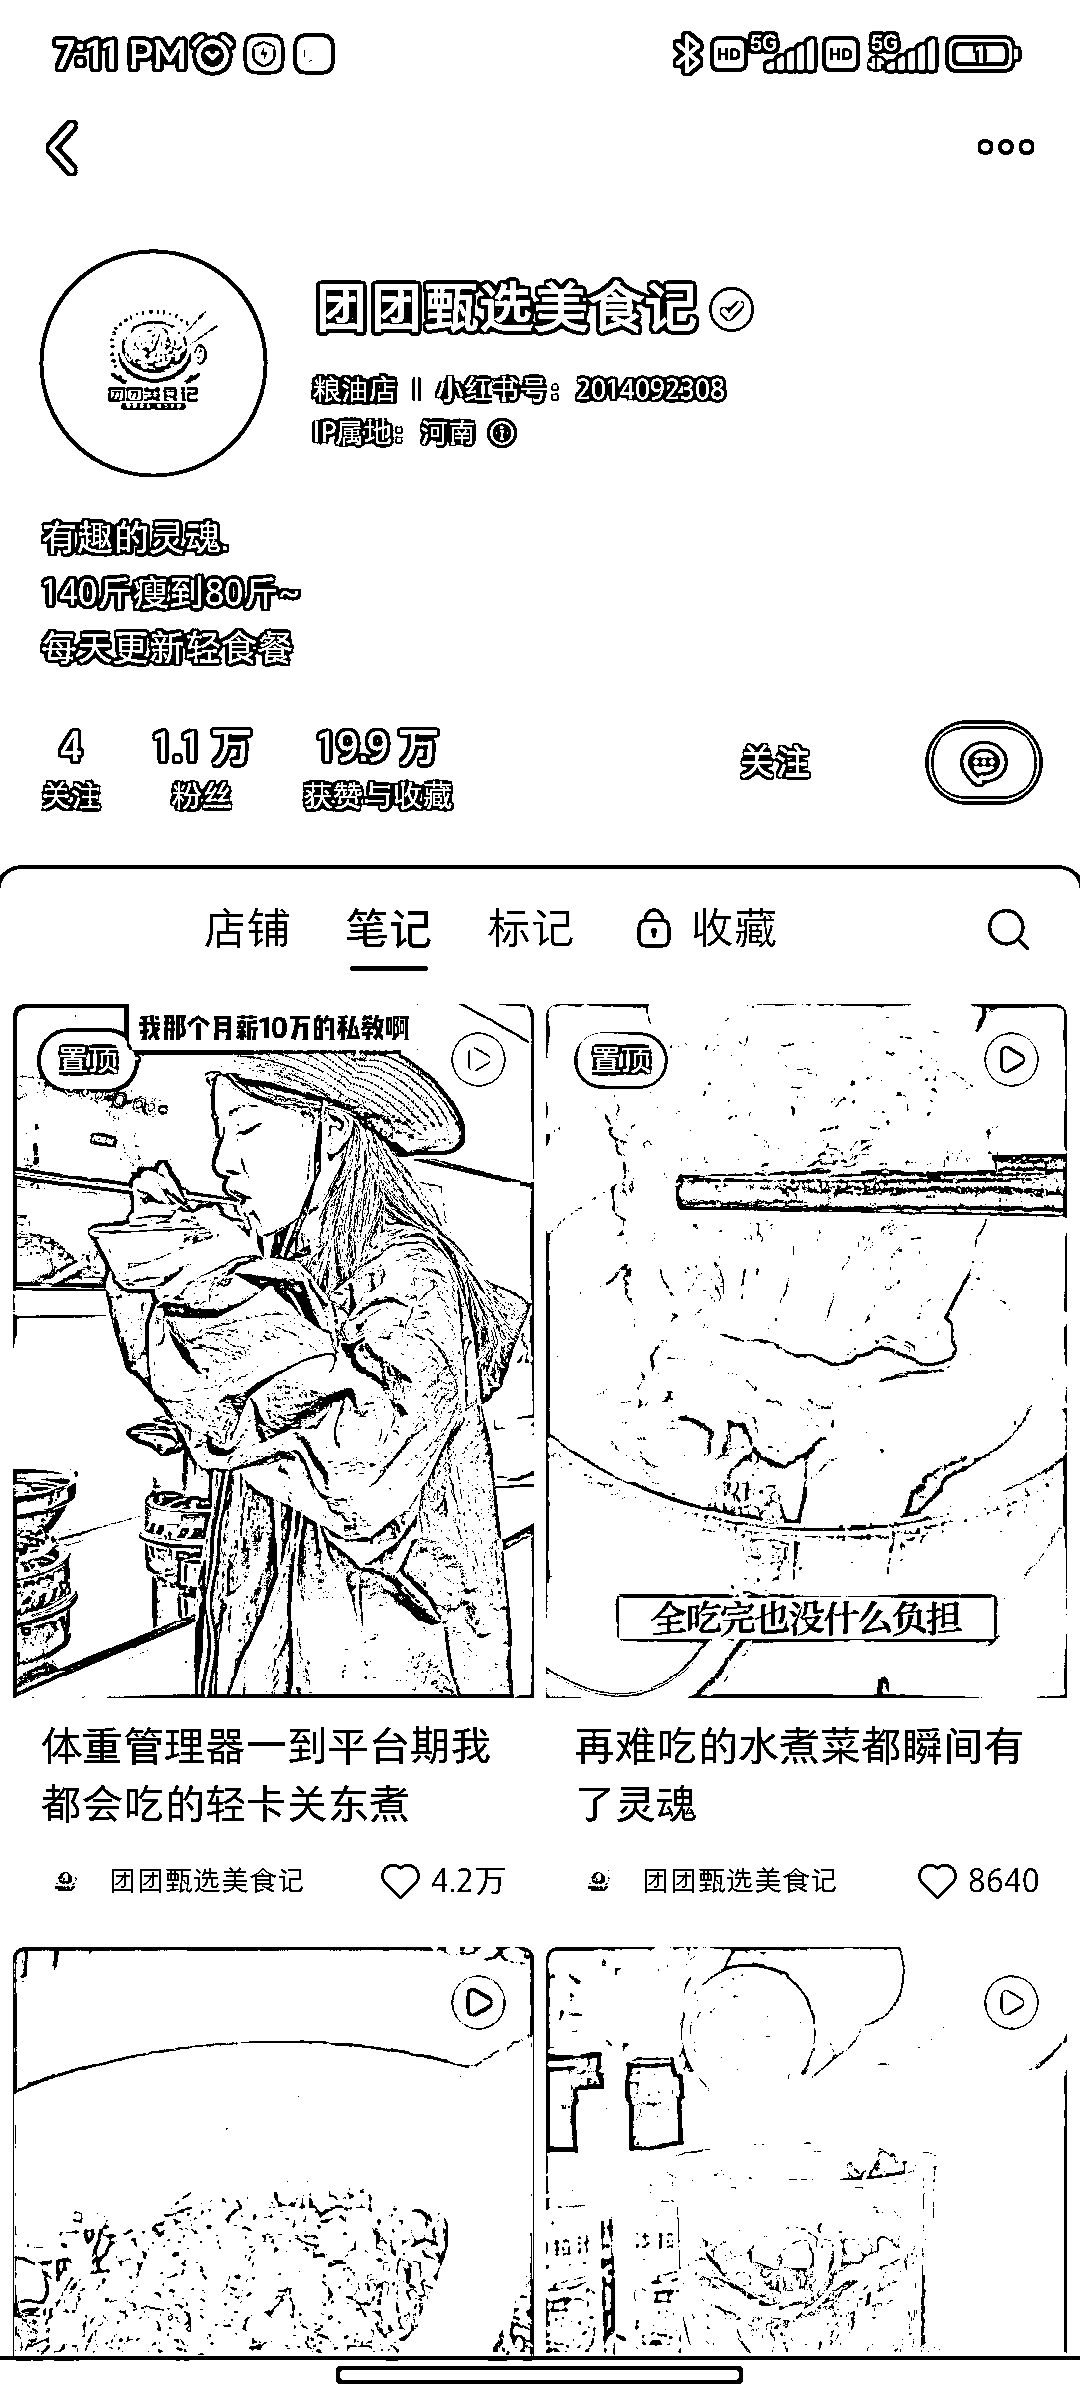 7:11 PM HD 5G HD 5G
团团甄选美食记
粮油店 | 小红书号：2014092308
IP属地：河南
有趣的灵魂.
140斤瘦到80斤~
每天更新轻食餐
4 1.1万 19.9万
关注 粉丝 获赞与收藏 关注
店铺 笔记 标记 收藏
我那个月薪10万的私教啊
置顶 置顶
全吃完也没什么负担
体重管理器一到平台期我都会吃的轻卡关东煮
再难吃的水煮菜都瞬间有了灵魂
团团甄选美食记 4.2万 团团甄选美食记 8640